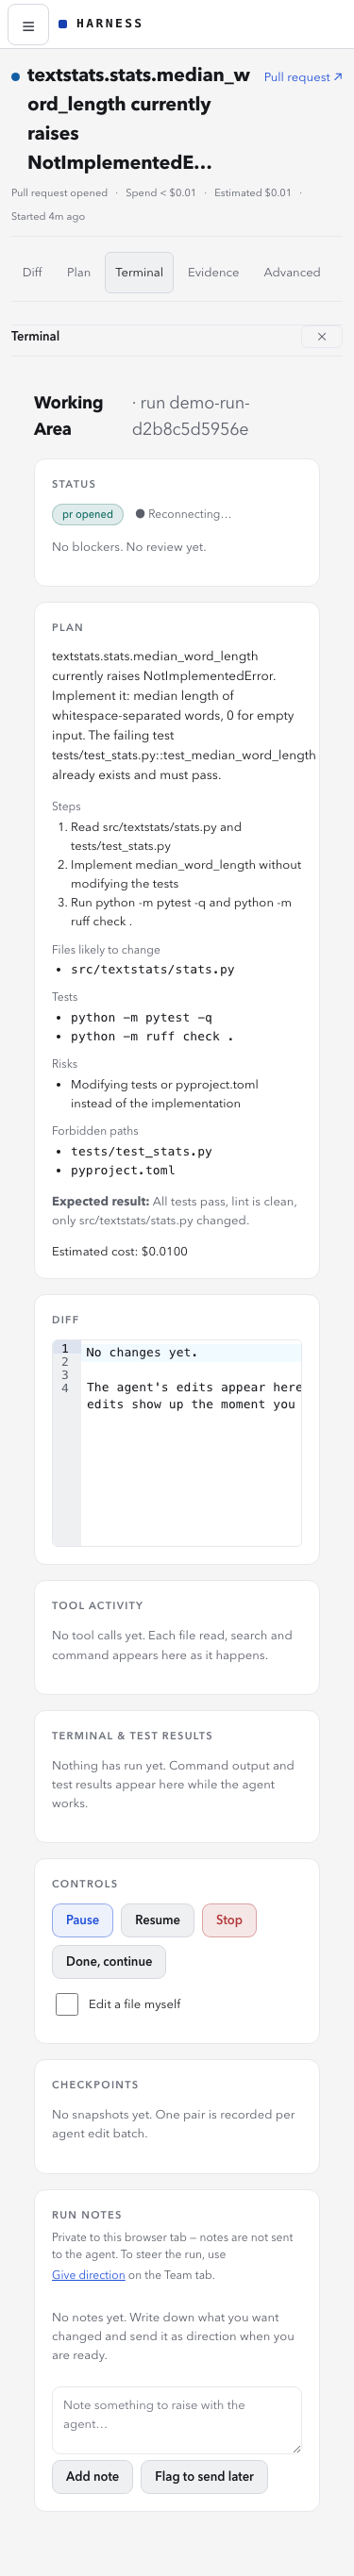 HARNESS
textstats.stats.median_w
ord_length currently
raises
NotImplementedE…
Pull request ↗
Pull request opened · Spend < $0.01 · Estimated $0.01 ·
Started 4m ago
Diff Plan Terminal Evidence Advanced
Terminal
×
Working
Area
· run demo-run-
d2b8c5d5956e
STATUS
pr opened
Reconnecting…
No blockers. No review yet.
PLAN
textstats.stats.median_word_length
currently raises NotImplementedError.
Implement it: median length of
whitespace-separated words, 0 for empty
input. The failing test
tests/test_stats.py::test_median_word_length
already exists and must pass.
Steps
1. Read src/textstats/stats.py and
tests/test_stats.py
2. Implement median_word_length without
modifying the tests
3. Run python -m pytest -q and python -m
ruff check .
Files likely to change
• src/textstats/stats.py
Tests
• python -m pytest -q
• python -m ruff check .
Risks
• Modifying tests or pyproject.toml
instead of the implementation
Forbidden paths
• tests/test_stats.py
• pyproject.toml
Expected result: All tests pass, lint is clean,
only src/textstats/stats.py changed.
Estimated cost: $0.0100
DIFF
1 No changes yet.
2
3 The agent's edits appear here
4 edits show up the moment you
TOOL ACTIVITY
No tool calls yet. Each file read, search and
command appears here as it happens.
TERMINAL & TEST RESULTS
Nothing has run yet. Command output and
test results appear here while the agent
works.
CONTROLS
Pause Resume Stop
Done, continue
Edit a file myself
CHECKPOINTS
No snapshots yet. One pair is recorded per
agent edit batch.
RUN NOTES
Private to this browser tab — notes are not sent
to the agent. To steer the run, use
Give direction on the Team tab.
No notes yet. Write down what you want
changed and send it as direction when you
are ready.
Note something to raise with the
agent…
Add note Flag to send later